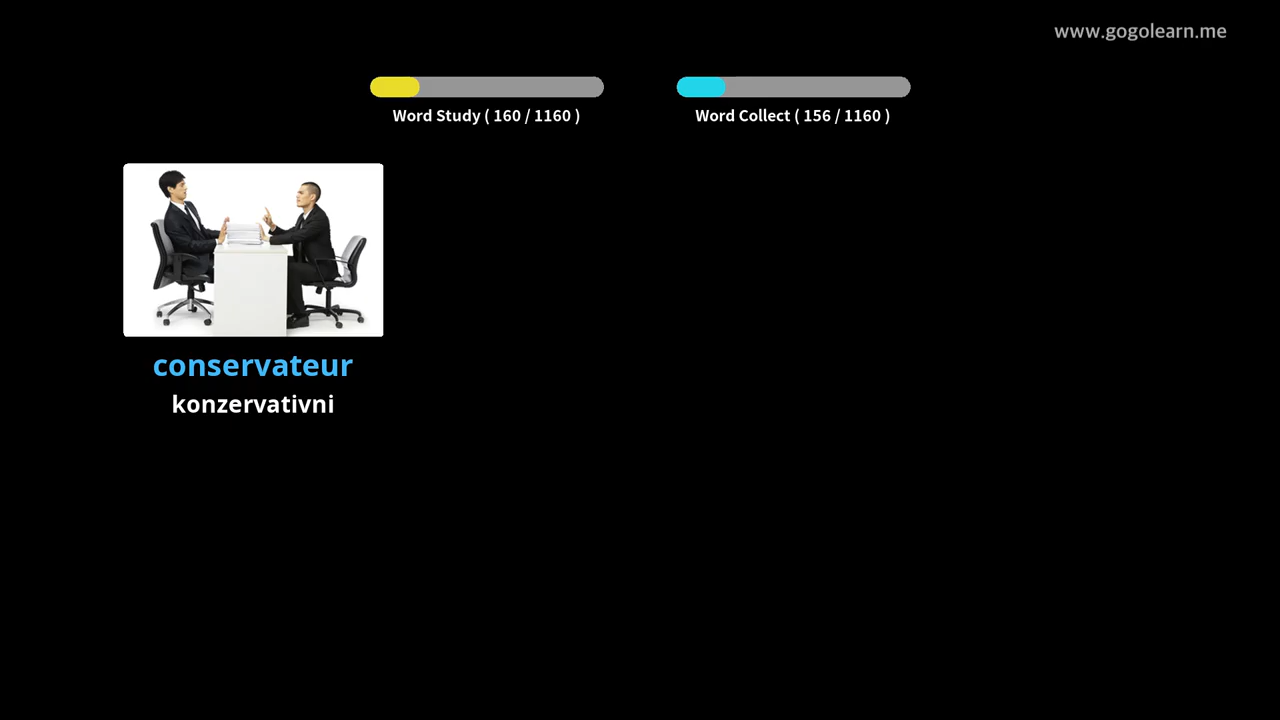 www.gogolearn.me
Word Study ( 160 / 1160 )
Word Collect ( 156 / 1160 )
conservateur
konzervativni